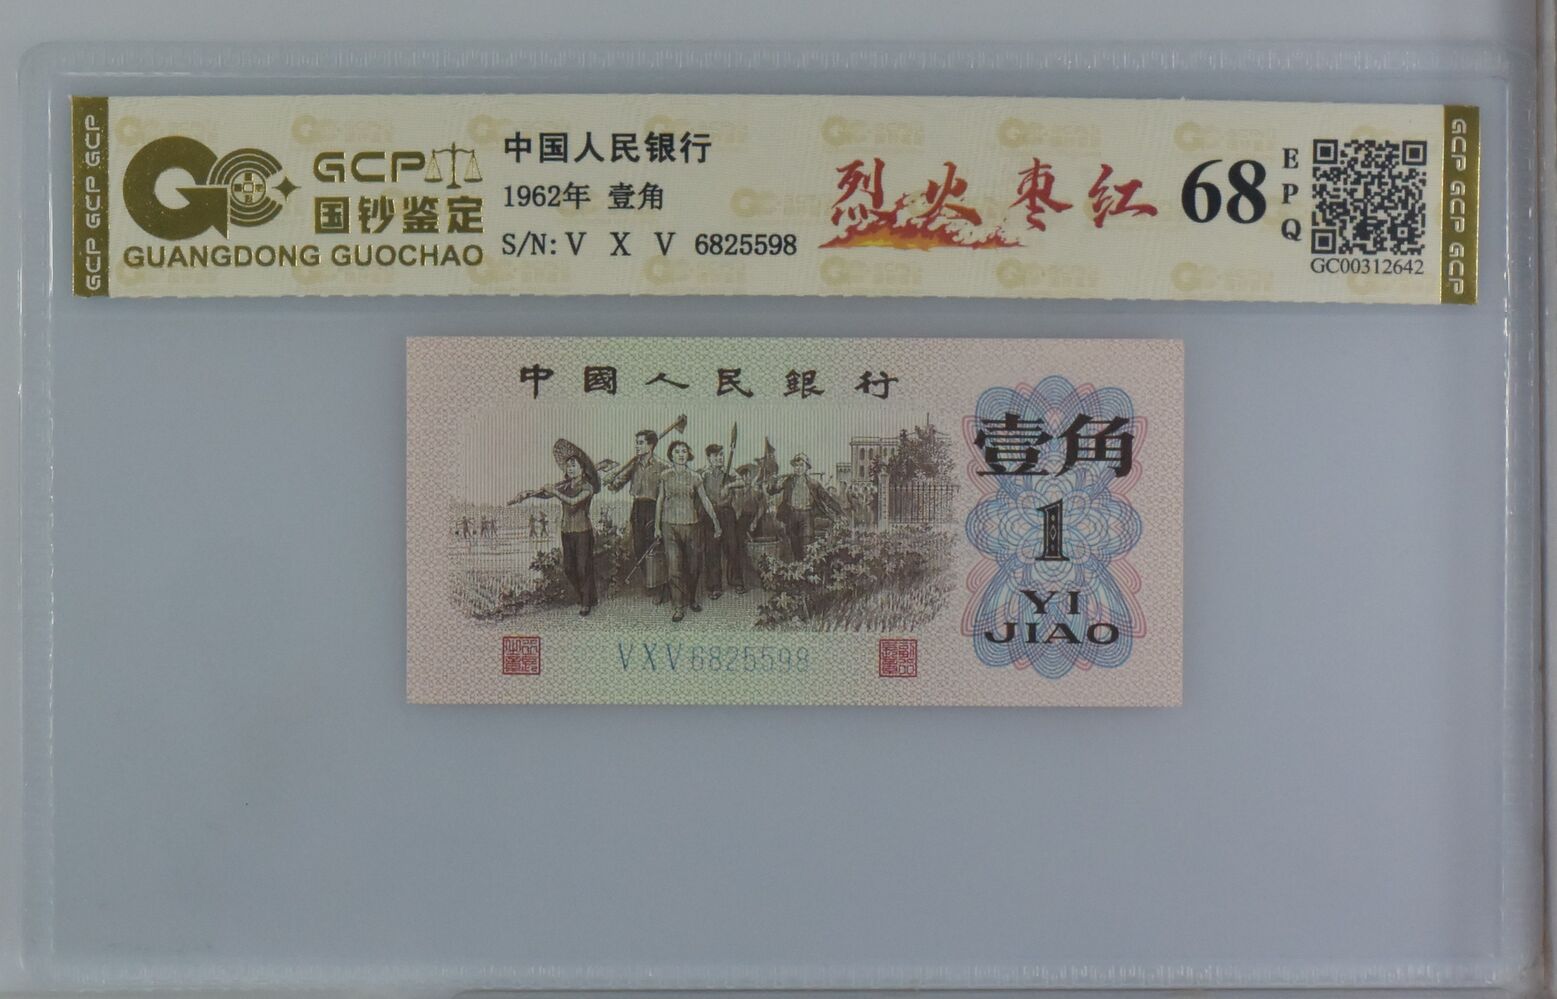 GCP GCP GCP
GCP
国钞鉴定
GUANGDONG GUOCHAO
中国人民银行
1962年 壹角
S/N: V X V 6825598
烈火枣红
68
E
P
Q
GC00312642
GCP GCP GCP
中國人民銀行
壹角
1
YI
JIAO
VXV6825598